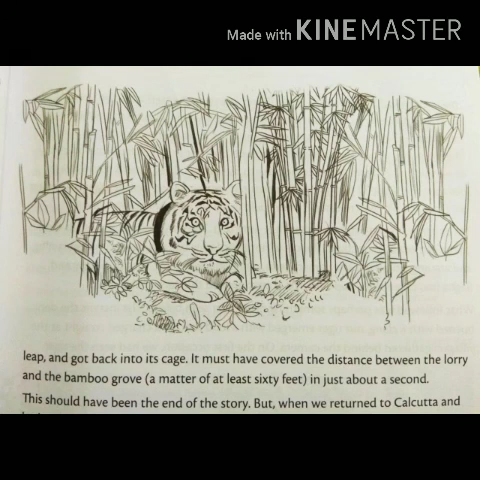 Made with KINEMASTER
leap, and got back into its cage. It must have covered the distance between the lorry
and the bamboo grove (a matter of at least sixty feet) in just about a second.
This should have been the end of the story. But, when we returned to Calcutta and